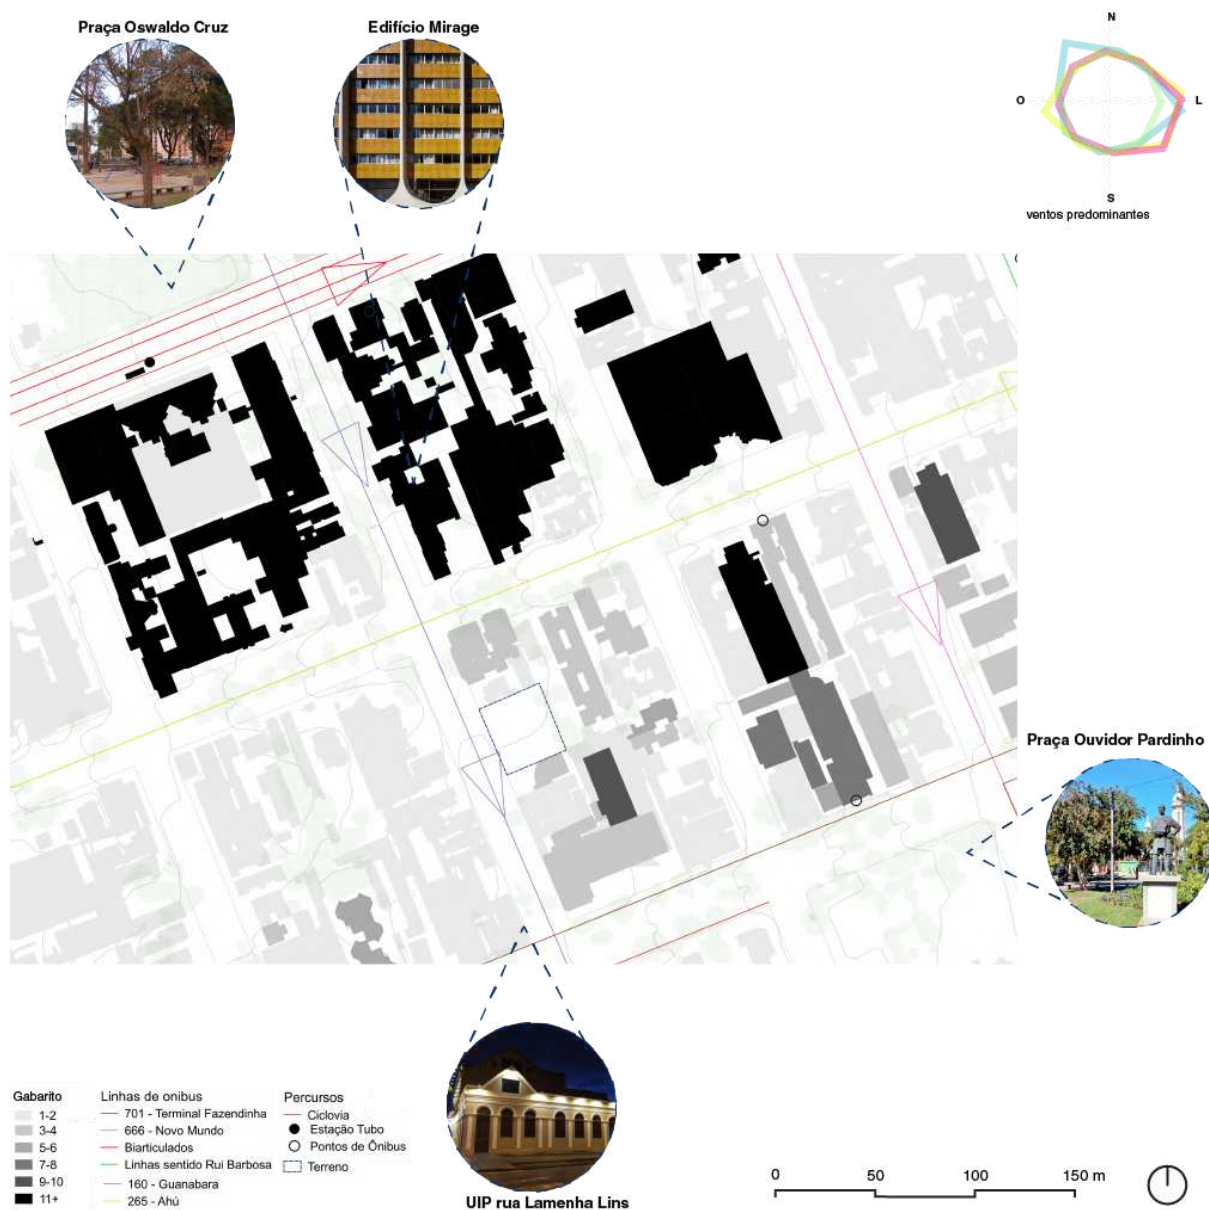 Praça Oswaldo Cruz
Edifício Mirage
N
O
L
S
ventos predominantes
Praça Ouvidor Pardinho
UIP rua Lamenha Lins
Gabarito
1-2
3-4
5-6
7-8
9-10
11+
Linhas de onibus
701 - Terminal Fazendinha
666 - Novo Mundo
Biarticulados
Linhas sentido Rui Barbosa
160 - Guanabara
265 - Ahú
Percursos
Ciclovia
Estação Tubo
Pontos de Ônibus
Terreno
0 50 100 150 m